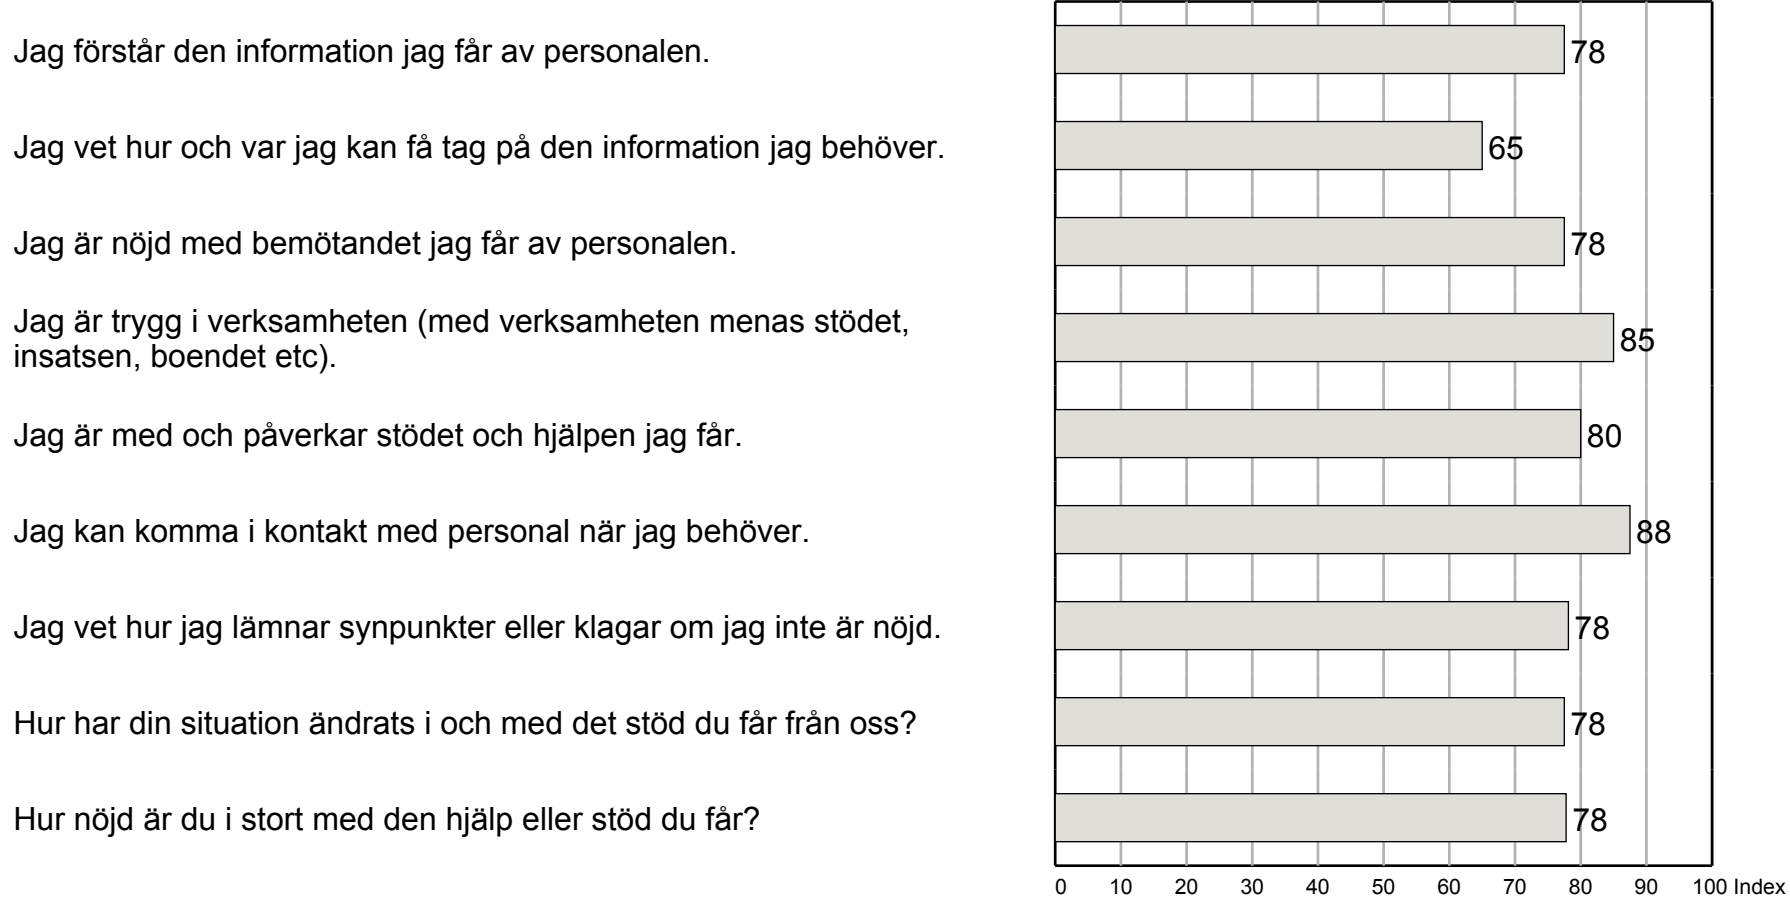 Jag förstår den information jag får av personalen.
78
Jag vet hur och var jag kan få tag på den information jag behöver.
65
Jag är nöjd med bemötandet jag får av personalen.
78
Jag är trygg i verksamheten (med verksamheten menas stödet,
insatsen, boendet etc).
85
Jag är med och påverkar stödet och hjälpen jag får.
80
Jag kan komma i kontakt med personal när jag behöver.
88
Jag vet hur jag lämnar synpunkter eller klagar om jag inte är nöjd.
78
Hur har din situation ändrats i och med det stöd du får från oss?
78
Hur nöjd är du i stort med den hjälp eller stöd du får?
78
0 10 20 30 40 50 60 70 80 90 100 Index